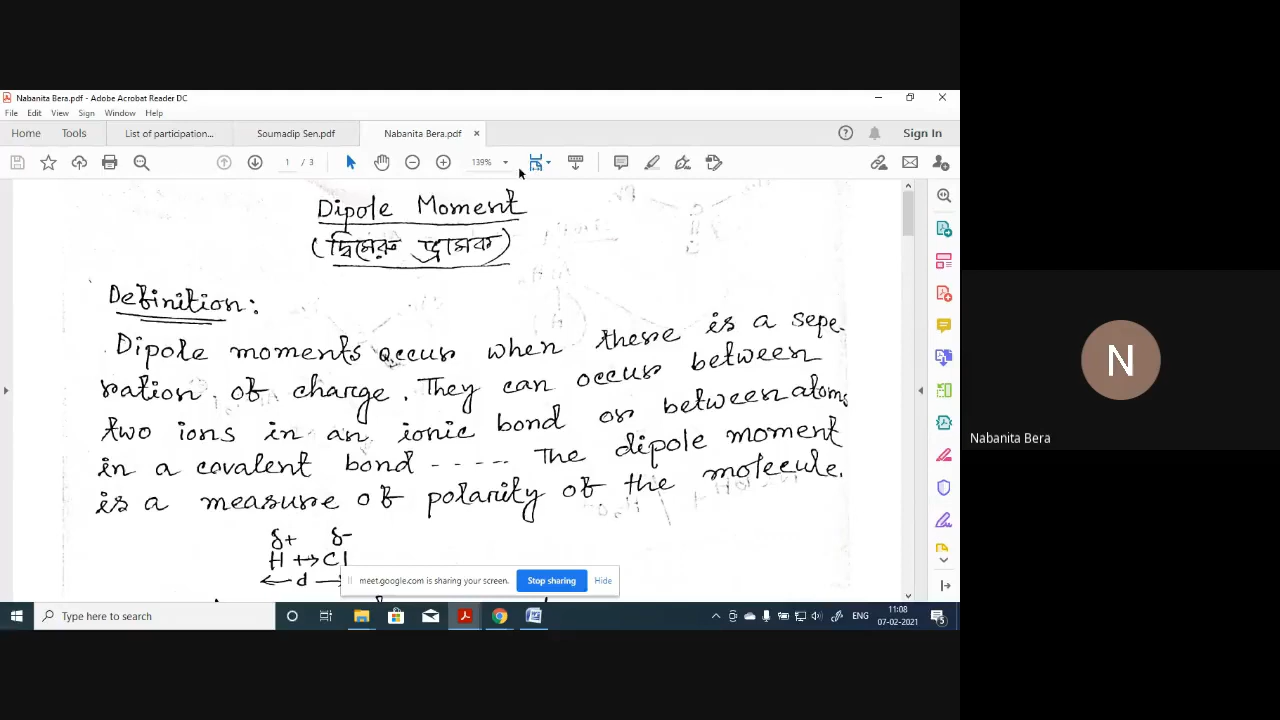 Nabanita Bera.pdf - Adobe Acrobat Reader DC
File Edit View Sign Window Help
Home Tools List of participation... Soumadip Sen.pdf Nabanita Bera.pdf × Sign In
1 / 3 139%
Dipole Moment
(দ্বিমেরু ভ্রামক)
Definition:
Dipole moments occur when there is a sepe-
ration of charge. They can occur between
two ions in an ionic bond or between atoms
in a covalent bond ----- The dipole moment
is a measure of polarity of the molecule.
δ+ δ-
H +→ Cl
← d →
meet.google.com is sharing your screen. Stop sharing Hide
Type here to search
ENG
11:08
07-02-2021
5
N
Nabanita Bera